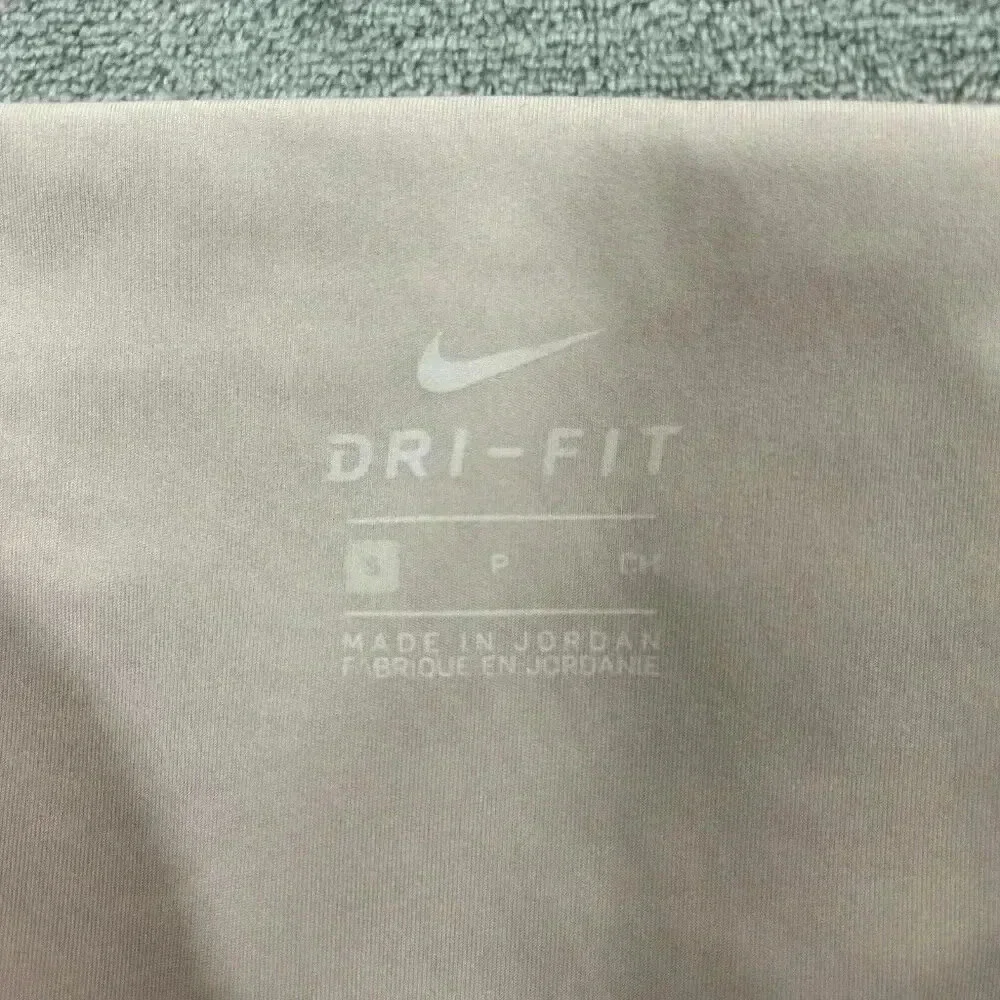 DRI-FIT
S P CH
MADE IN JORDAN
FABRIQUE EN JORDANIE